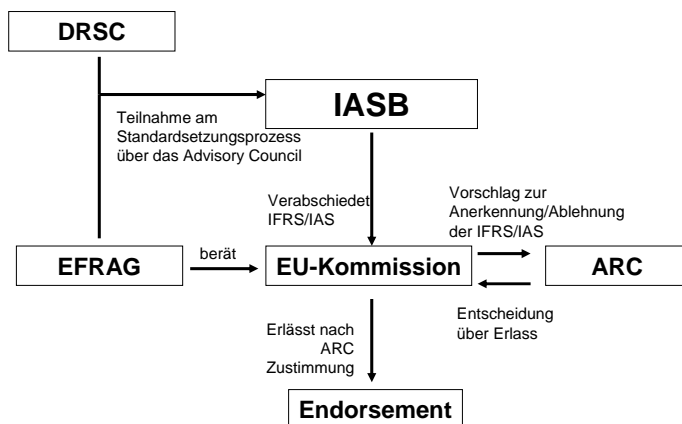 DRSC
IASB
Teilnahme am
Standardsetzungsprozess
über das Advisory Council
Verabschiedet
IFRS/IAS
Vorschlag zur
Anerkennung/Ablehnung
der IFRS/IAS
EFRAG
berät
EU-Kommission
ARC
Entscheidung
über Erlass
Erlässt nach
ARC
Zustimmung
Endorsement